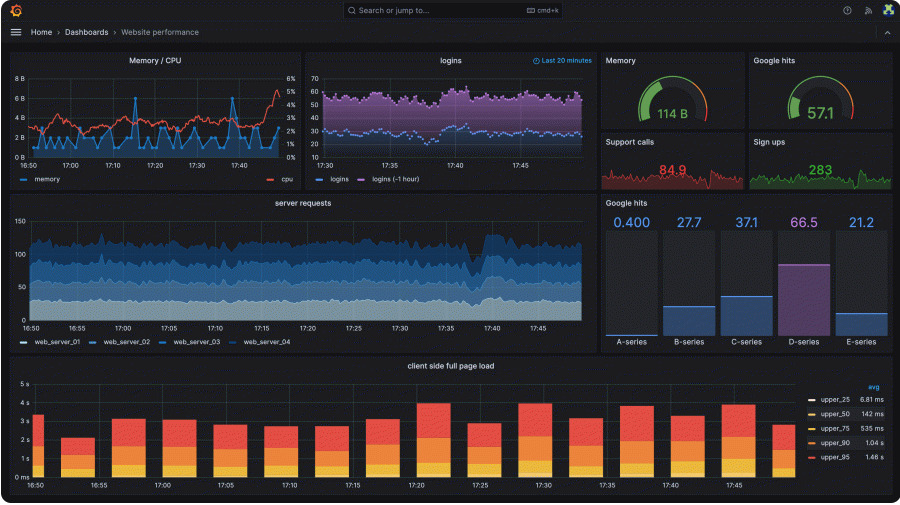 Search or jump to... cmd+k
Home › Dashboards › Website performance
Memory / CPU
8 B
6 B
4 B
2 B
0 B
6%
5%
4%
3%
2%
1%
0%
16:50 17:00 17:10 17:20 17:30 17:40
memory cpu
logins
Last 20 minutes
70
60
50
40
30
20
10
17:30 17:35 17:40 17:45
logins logins (-1 hour)
Memory
114 B
Google hits
57.1
Support calls
84.9
Sign ups
283
server requests
150
100
50
0
16:50 16:55 17:00 17:05 17:10 17:15 17:20 17:25 17:30 17:35 17:40 17:45
web_server_01 web_server_02 web_server_03 web_server_04
Google hits
0.400 27.7 37.1 66.5 21.2
A-series B-series C-series D-series E-series
client side full page load
5 s
4 s
3 s
2 s
1 s
0 ms
16:50 16:55 17:00 17:05 17:10 17:15 17:20 17:25 17:30 17:35 17:40 17:45
avg
upper_25 6.81 ms
upper_50 142 ms
upper_75 535 ms
upper_90 1.04 s
upper_95 1.46 s